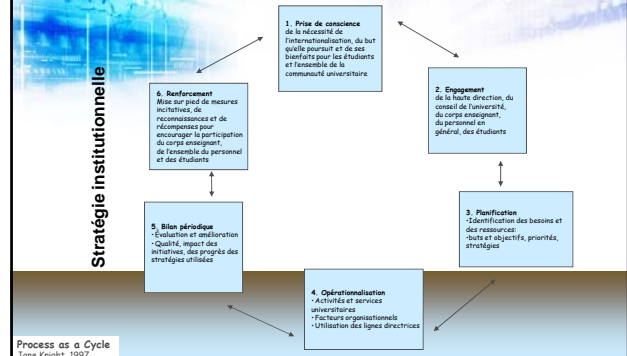 Stratégie institutionnelle
1. Prise de conscience
de la nécessité de
l'internationalisation, du but
qu'elle poursuit et de ses
bienfaits pour les étudiants
et l'ensemble de la
communauté universitaire
2. Engagement
de la haute direction, du
conseil de l'université,
du corps enseignant,
du personnel en
général, des étudiants
3. Planification
•Identification des besoins et
des ressources:
•buts et objectifs, priorités,
stratégies
4. Opérationnalisation
•Activités et services
universitaires
•Facteurs organisationnels
•Utilisation des lignes directrices
5. Bilan périodique
•Évaluation et amélioration
•Qualité, impact des
initiatives, des progrès des
stratégies utilisées
6. Renforcement
Mise sur pied de mesures
incitatives, de
reconnaissances et de
récompenses pour
encourager la participation
du corps enseignant,
de l'ensemble du personnel
et des étudiants
Process as a Cycle
Jane Knight, 1997